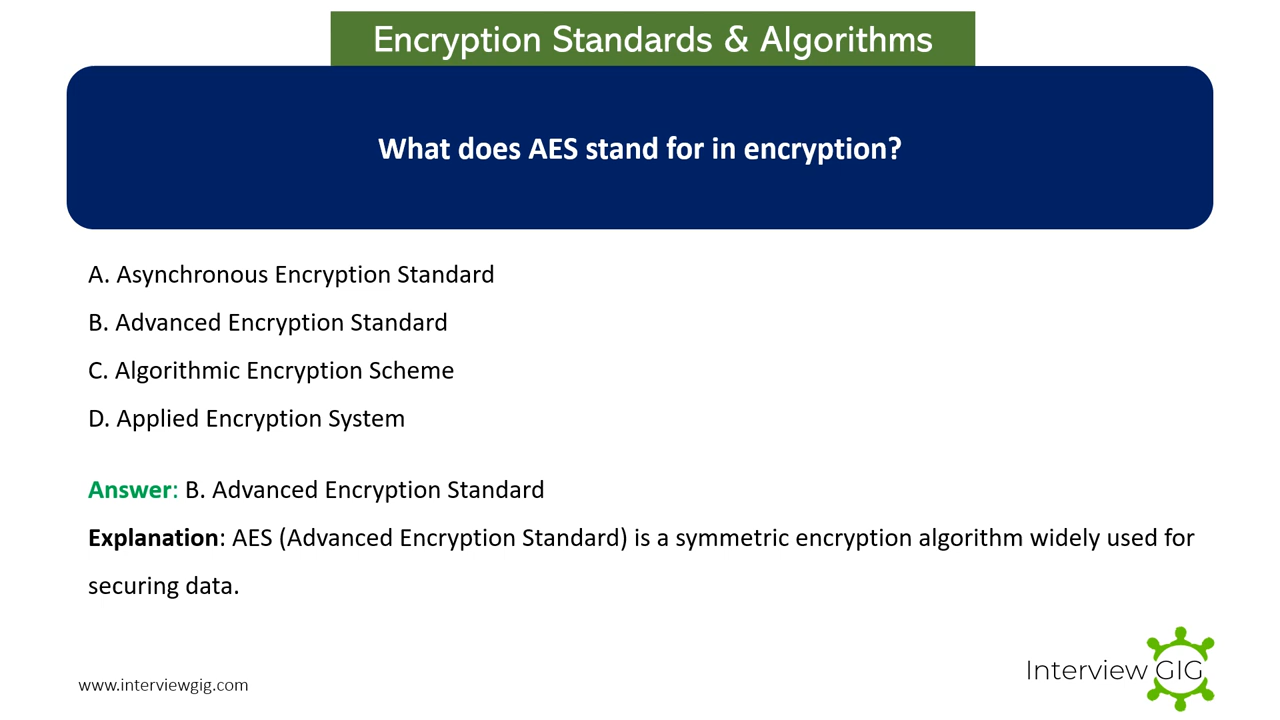 Encryption Standards & Algorithms
What does AES stand for in encryption?
A. Asynchronous Encryption Standard
B. Advanced Encryption Standard
C. Algorithmic Encryption Scheme
D. Applied Encryption System
Answer: B. Advanced Encryption Standard
Explanation: AES (Advanced Encryption Standard) is a symmetric encryption algorithm widely used for
securing data.
www.interviewgig.com
Interview GIG